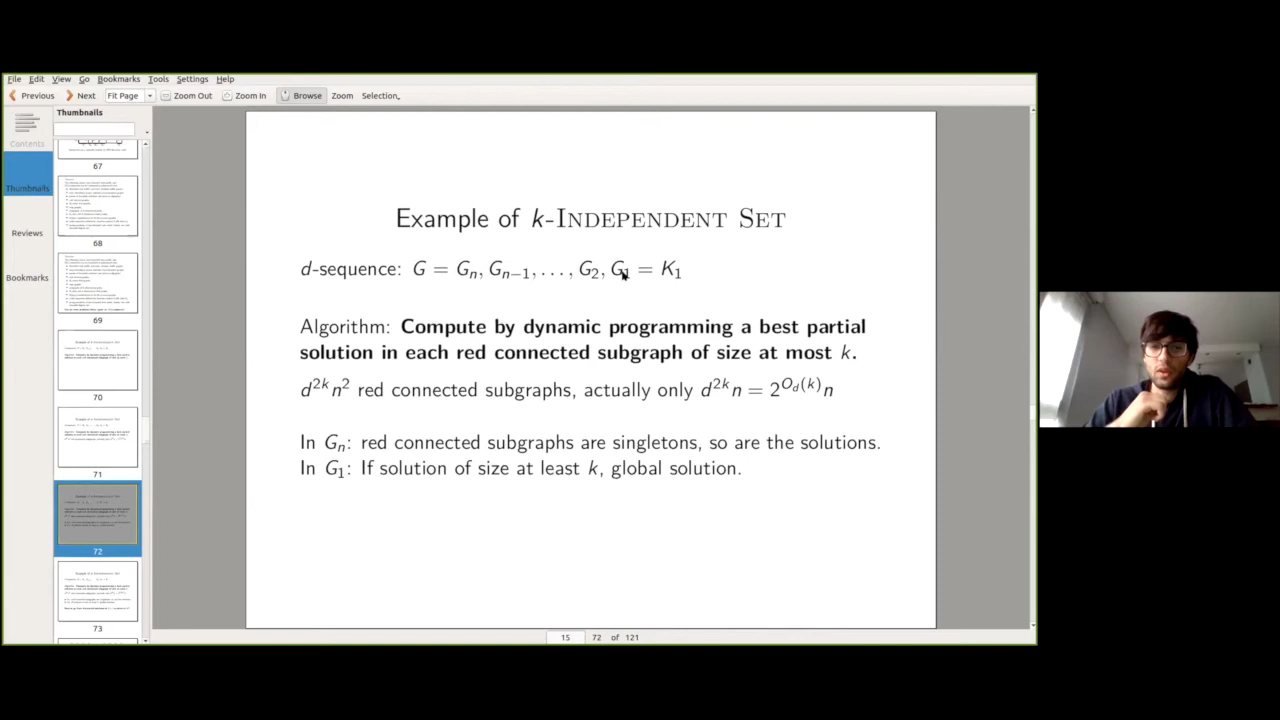 File Edit View Go Bookmarks Tools Settings Help
Previous Next Fit Page Zoom Out Zoom In Browse Zoom Selection
Contents
Thumbnails
Reviews
Bookmarks
Thumbnails
67
68
69
70
71
72
73
Example of k-INDEPENDENT SET
d-sequence: G = Gₙ, Gₙ₋₁, . . . , G₂, G₁ = K₁
Algorithm: Compute by dynamic programming a best partial
solution in each red connected subgraph of size at most k.
d²ᵏn² red connected subgraphs, actually only d²ᵏn = 2^{O_d(k)}n
In Gₙ: red connected subgraphs are singletons, so are the solutions.
In G₁: If solution of size at least k, global solution.
15 72 of 121